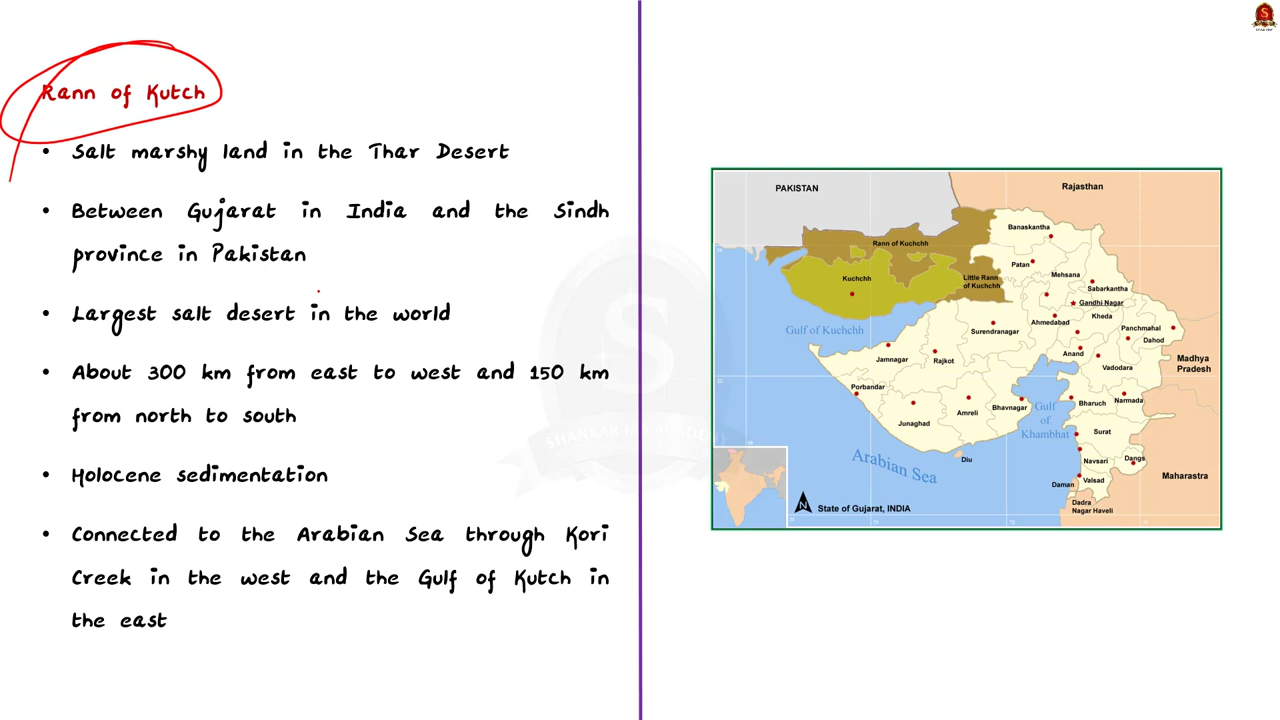 Rann of Kutch
• Salt marshy land in the Thar Desert
• Between Gujarat in India and the Sindh
province in Pakistan
• Largest salt desert in the world
• About 300 km from east to west and 150 km
from north to south
• Holocene sedimentation
• Connected to the Arabian Sea through Kori
Creek in the west and the Gulf of Kutch in
the east
SHANKAR IAS ACADEMY
PAKISTAN
Rajasthan
Banaskantha
Rann of Kuchchh
Patan
Mehsana
Kuchchh
Little Rann
of Kuchchh
Sabarkantha
Gandhi Nagar
Kheda
Ahmedabad
Gulf of Kuchchh
Surendranagar
Panchmahal
Dahod
Jamnagar
Rajkot
Anand
Vadodara
Madhya
Pradesh
Porbandar
Amreli
Bhavnagar
Gulf
of
Khambhat
Bharuch
Narmada
Junaghad
Surat
Arabian Sea
Diu
Navsari
Dangs
Maharastra
Daman
Valsad
Dadra
Nagar Haveli
N
State of Gujarat, INDIA